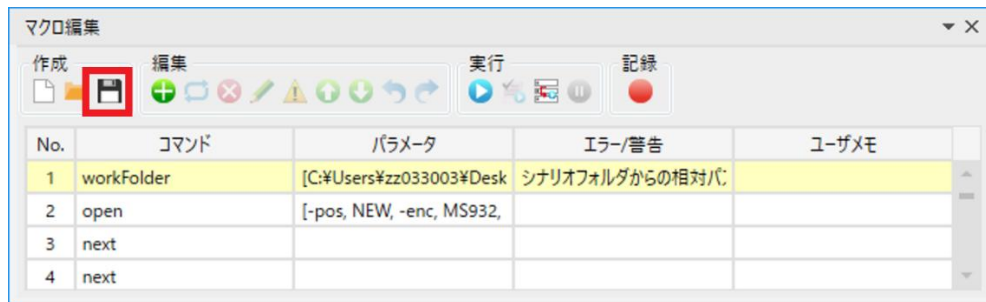 マクロ編集
作成 編集 実行 記録
No. コマンド パラメータ エラー/警告 ユーザメモ
1 workFolder [C:¥Users¥zz033003¥Desk シナリオフォルダからの相対パ
2 open [-pos, NEW, -enc, MS932,
3 next
4 next